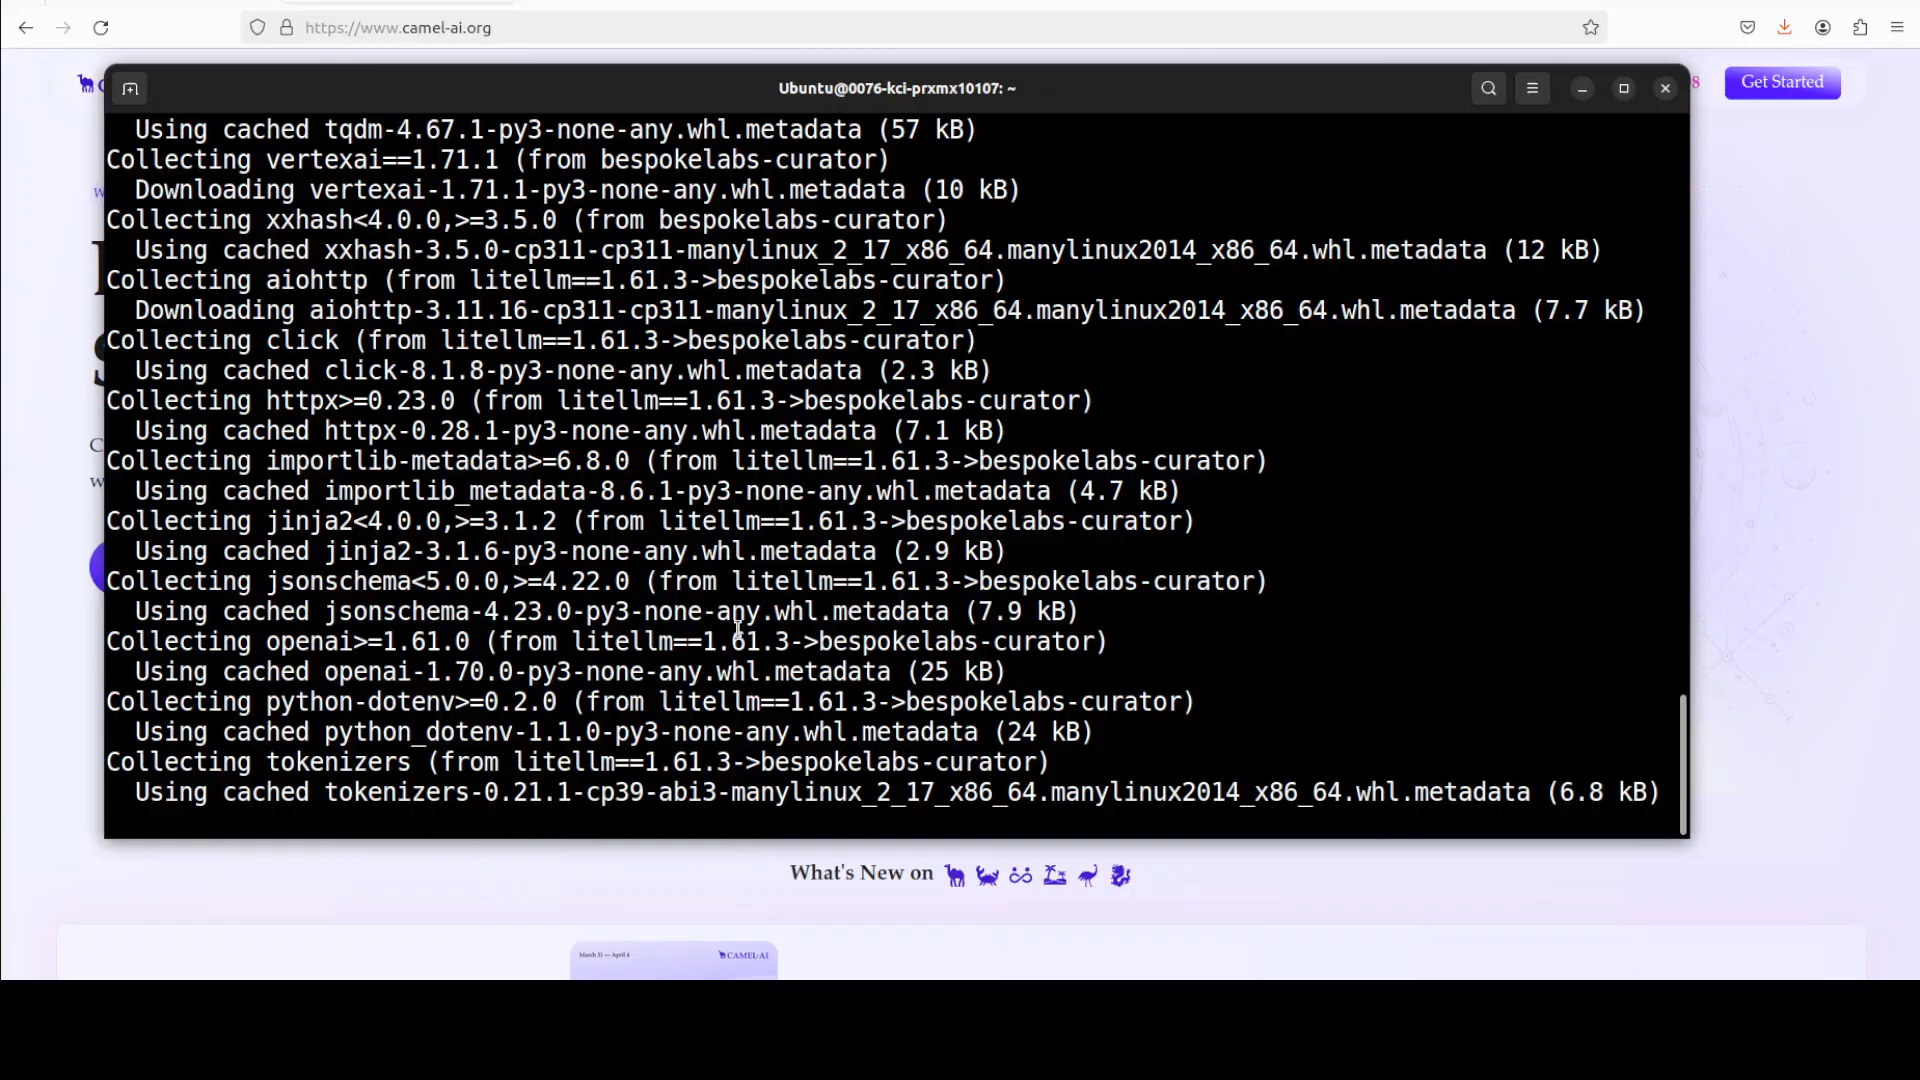 https://www.camel-ai.org
Get Started
Ubuntu@0076-kci-prxmx10107: ~
Using cached tqdm-4.67.1-py3-none-any.whl.metadata (57 kB)
Collecting vertexai==1.71.1 (from bespokelabs-curator)
Downloading vertexai-1.71.1-py3-none-any.whl.metadata (10 kB)
Collecting xxhash<4.0.0,>=3.5.0 (from bespokelabs-curator)
Using cached xxhash-3.5.0-cp311-cp311-manylinux_2_17_x86_64.manylinux2014_x86_64.whl.metadata (12 kB)
Collecting aiohttp (from litellm==1.61.3->bespokelabs-curator)
Downloading aiohttp-3.11.16-cp311-cp311-manylinux_2_17_x86_64.manylinux2014_x86_64.whl.metadata (7.7 kB)
Collecting click (from litellm==1.61.3->bespokelabs-curator)
Using cached click-8.1.8-py3-none-any.whl.metadata (2.3 kB)
Collecting httpx>=0.23.0 (from litellm==1.61.3->bespokelabs-curator)
Using cached httpx-0.28.1-py3-none-any.whl.metadata (7.1 kB)
Collecting importlib-metadata>=6.8.0 (from litellm==1.61.3->bespokelabs-curator)
Using cached importlib_metadata-8.6.1-py3-none-any.whl.metadata (4.7 kB)
Collecting jinja2<4.0.0,>=3.1.2 (from litellm==1.61.3->bespokelabs-curator)
Using cached jinja2-3.1.6-py3-none-any.whl.metadata (2.9 kB)
Collecting jsonschema<5.0.0,>=4.22.0 (from litellm==1.61.3->bespokelabs-curator)
Using cached jsonschema-4.23.0-py3-none-any.whl.metadata (7.9 kB)
Collecting openai>=1.61.0 (from litellm==1.61.3->bespokelabs-curator)
Using cached openai-1.70.0-py3-none-any.whl.metadata (25 kB)
Collecting python-dotenv>=0.2.0 (from litellm==1.61.3->bespokelabs-curator)
Using cached python_dotenv-1.1.0-py3-none-any.whl.metadata (24 kB)
Collecting tokenizers (from litellm==1.61.3->bespokelabs-curator)
Using cached tokenizers-0.21.1-cp39-abi3-manylinux_2_17_x86_64.manylinux2014_x86_64.whl.metadata (6.8 kB)
What's New on
March 31 — April 4
CAMEL-AI